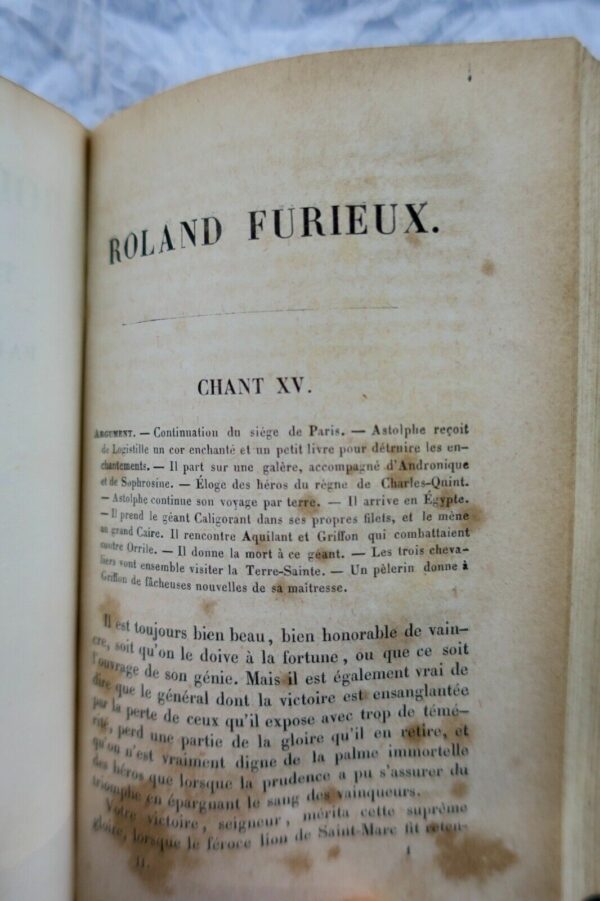 ROLAND FURIEUX.
CHANT XV.
ARGUMENT. — Continuation du siége de Paris. — Astolphe reçoit
de Logistille un cor enchanté et un petit livre pour détruire les en-
chantements. — Il part sur une galère, accompagné d'Andronique
et de Sophrosine. — Éloge des héros du règne de Charles-Quint.
— Astolphe continue son voyage par terre. — Il arrive en Égypte.
— Il prend le géant Caligorant dans ses propres filets, et le mène
au grand Caire. Il rencontre Aquilant et Griffon qui combattaient
contre Orrile. — Il donne la mort à ce géant. — Les trois cheva-
liers vont ensemble visiter la Terre-Sainte. — Un pèlerin donne à
Griffon de fâcheuses nouvelles de sa maîtresse.
Il est toujours bien beau, bien honorable de vain-
cre, soit qu'on le doive à la fortune, ou que ce soit
l'ouvrage de son génie. Mais il est également vrai de
dire que le général dont la victoire est ensanglantée
par la perte de ceux qu'il expose avec trop de témé-
rité, perd une partie de la gloire qu'il en retire, et
qu'on n'est vraiment digne de la palme immortelle
des héros que lorsque la prudence a pu s'assurer du
triomphe en épargnant le sang des vainqueurs.
Votre victoire, seigneur, mérita cette suprême
gloire, lorsque le féroce lion de Saint-Marc fit reten-
II. 1